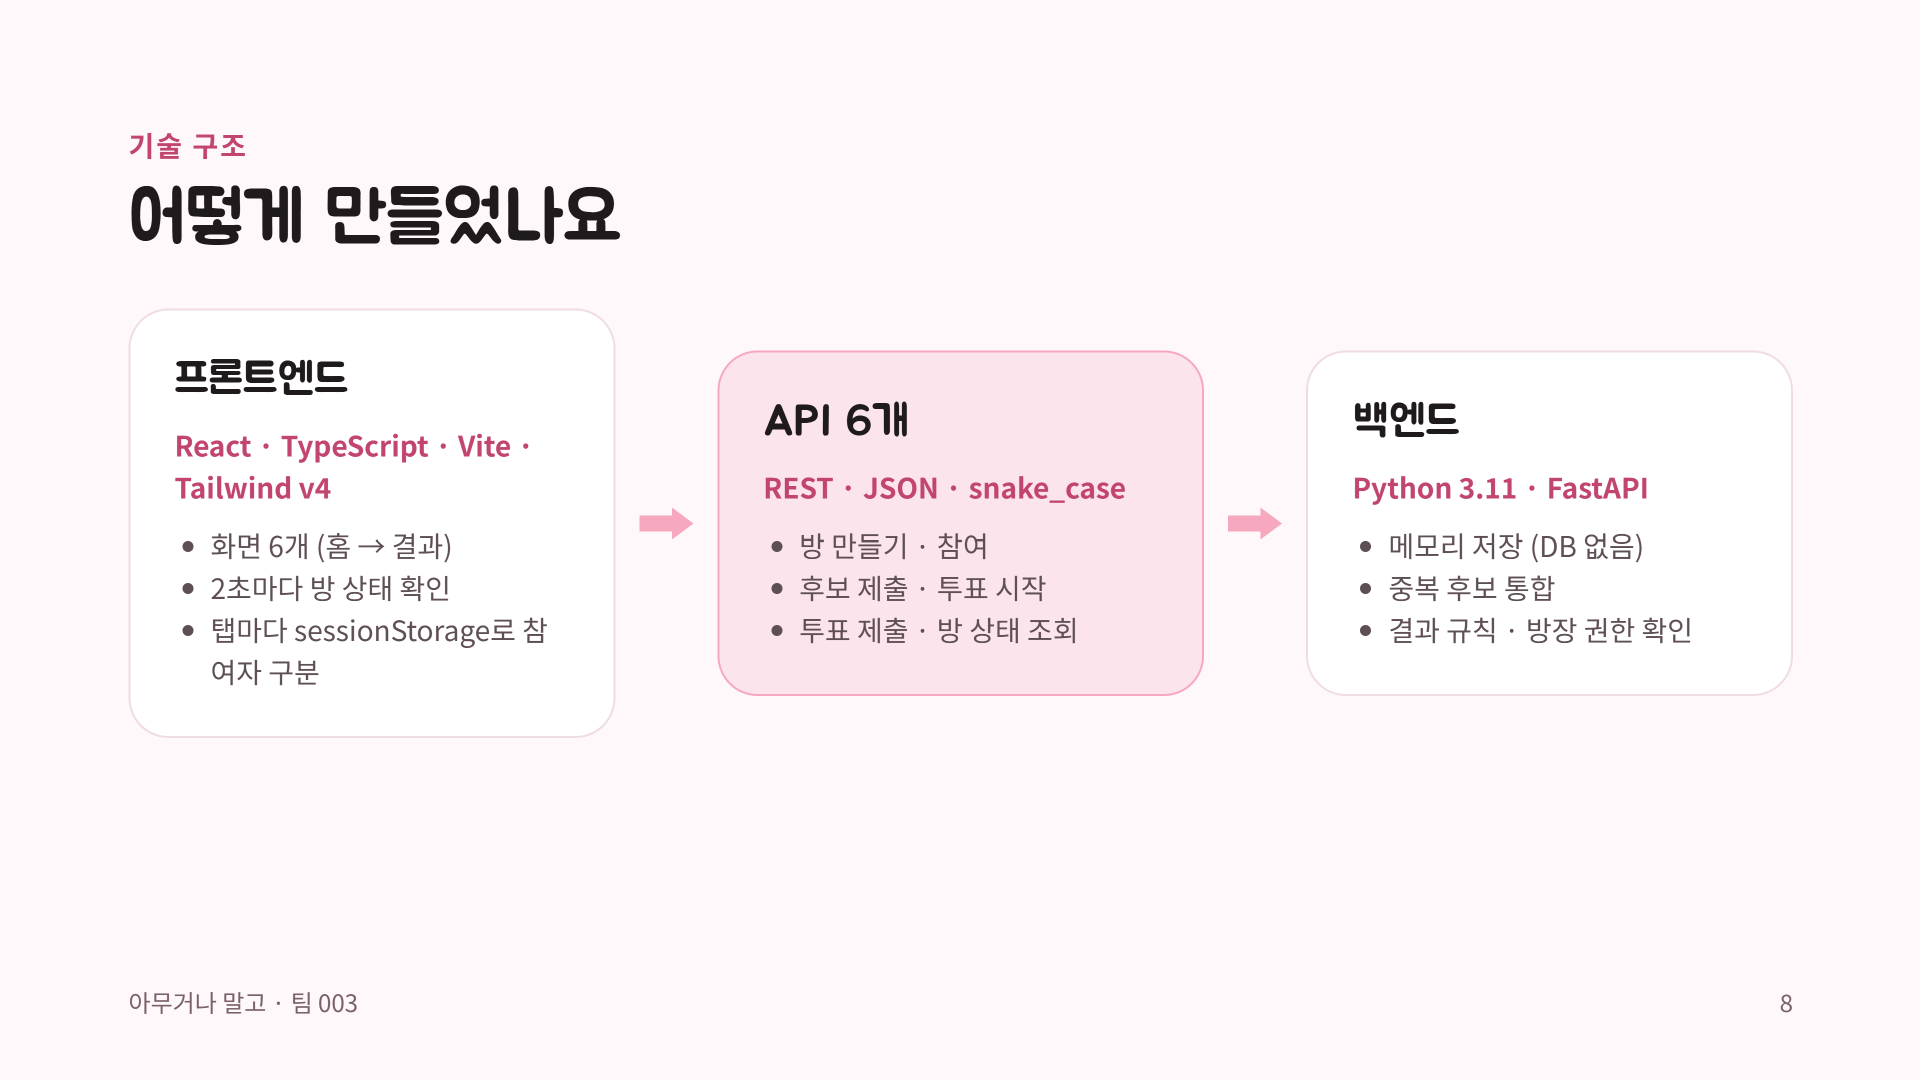 기술 구조
어떻게 만들었나요
프론트엔드
React · TypeScript · Vite ·
Tailwind v4
• 화면 6개 (홈 → 결과)
• 2초마다 방 상태 확인
• 탭마다 sessionStorage로 참
여자 구분
API 6개
REST · JSON · snake_case
• 방 만들기 · 참여
• 후보 제출 · 투표 시작
• 투표 제출 · 방 상태 조회
백엔드
Python 3.11 · FastAPI
• 메모리 저장 (DB 없음)
• 중복 후보 통합
• 결과 규칙 · 방장 권한 확인
아무거나 말고 · 팀 003
8